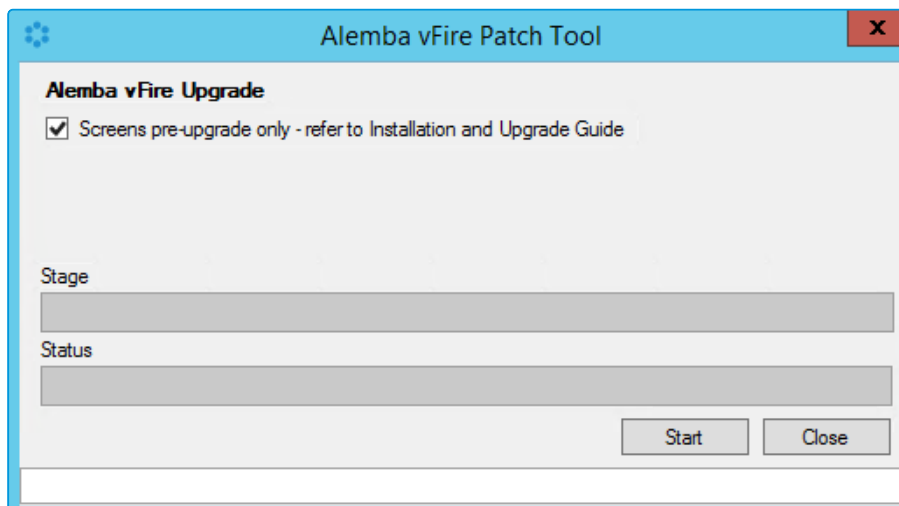 Alemba vFire Patch Tool
X
Alemba vFire Upgrade
Screens pre-upgrade only - refer to Installation and Upgrade Guide
Stage
Status
Start Close